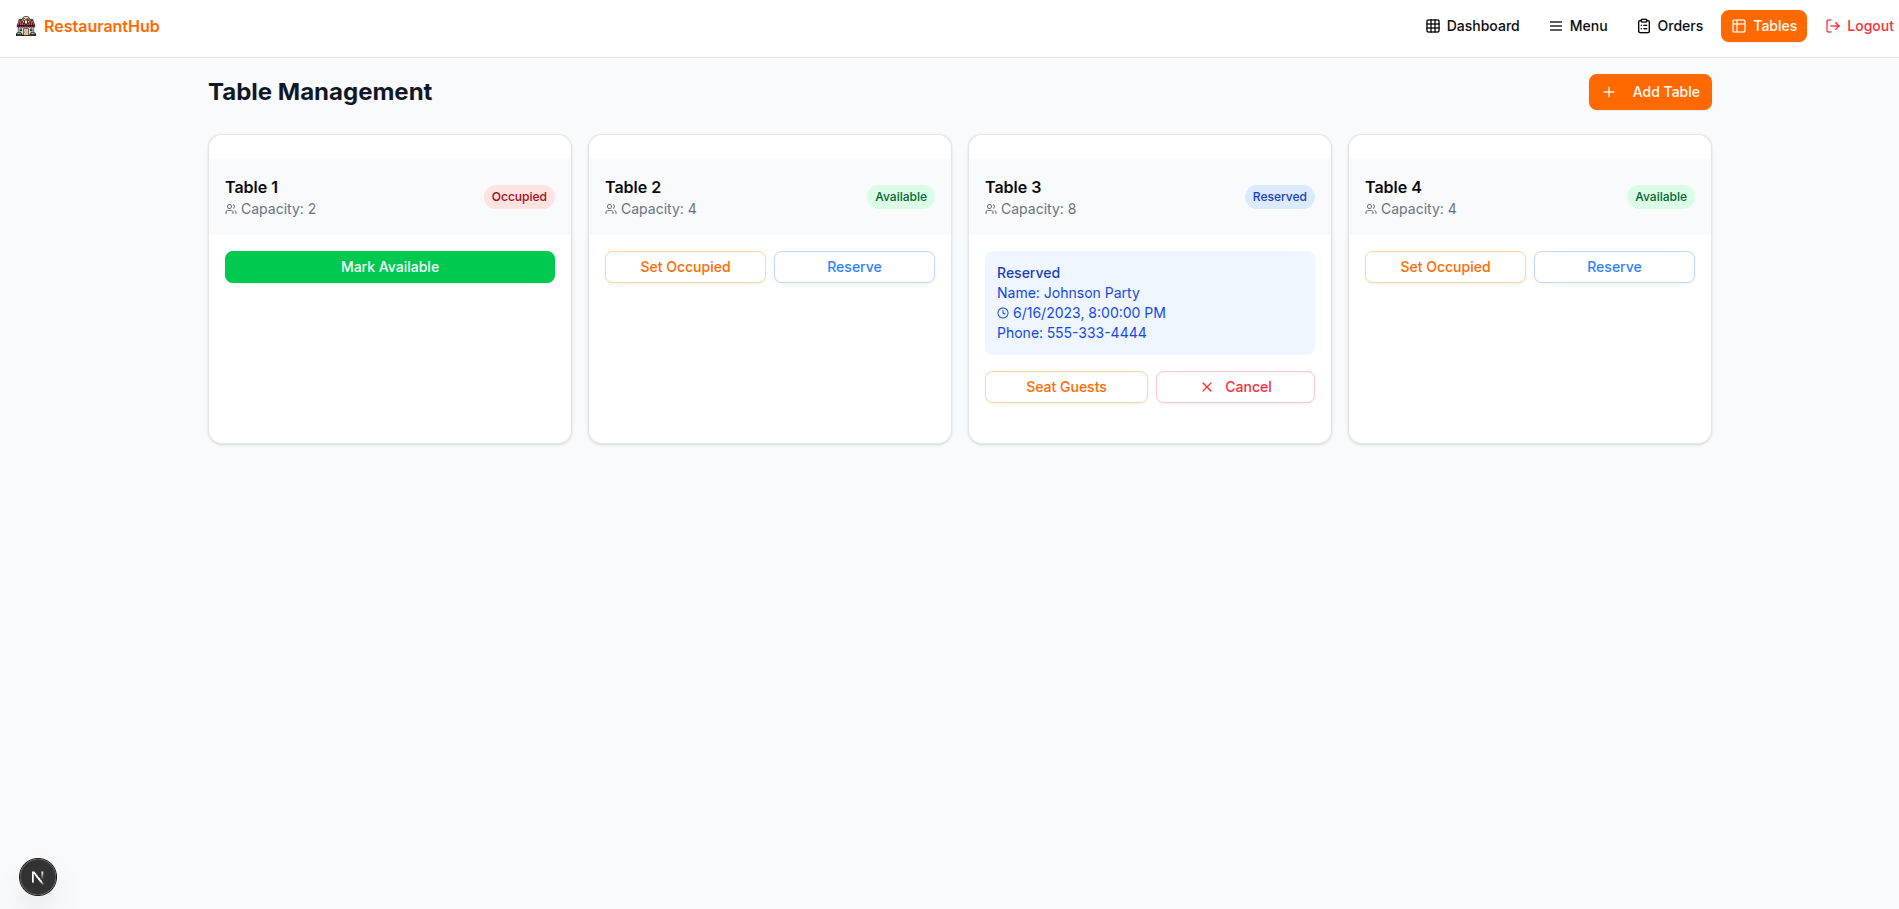 RestaurantHub
Dashboard
Menu
Orders
Tables
Logout
Table Management
Add Table
Table 1
Capacity: 2
Occupied
Mark Available
Table 2
Capacity: 4
Available
Set Occupied
Reserve
Table 3
Capacity: 8
Reserved
Reserved
Name: Johnson Party
6/16/2023, 8:00:00 PM
Phone: 555-333-4444
Seat Guests
Cancel
Table 4
Capacity: 4
Available
Set Occupied
Reserve
N